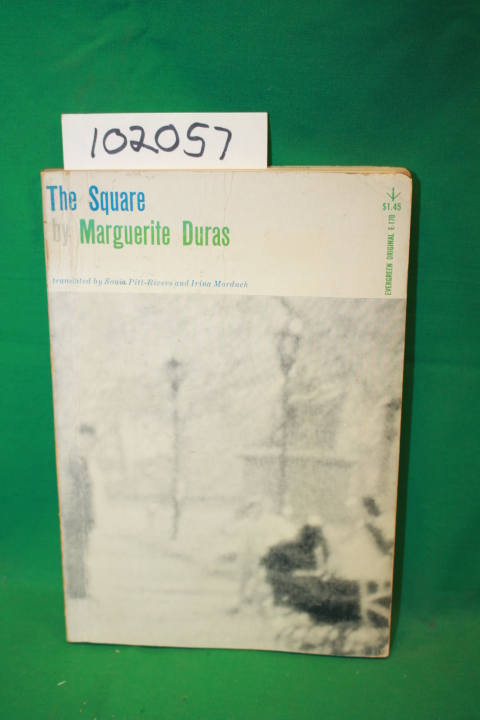 102057
The Square
by Marguerite Duras
translated by Sonia Pitt-Rivers and Irina Morduch
$1.45
EVERGREEN ORIGINAL E-170